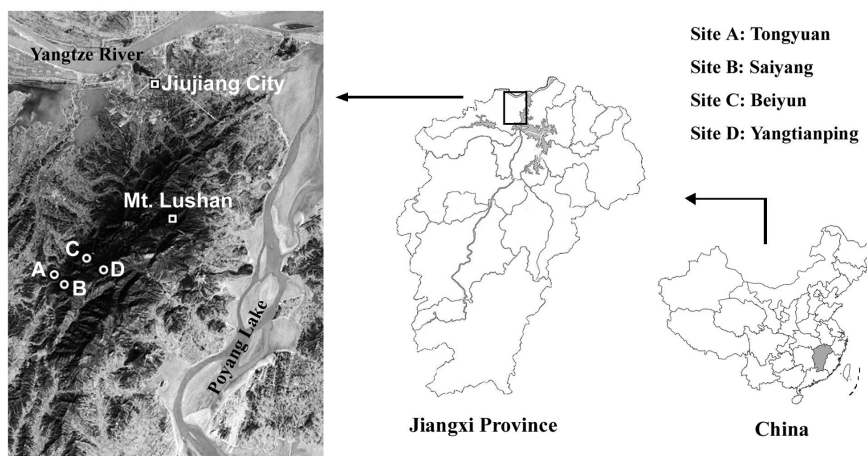 Yangtze River
Jiujiang City
Mt. Lushan
C
A
D
B
Poyang Lake
Jiangxi Province
Site A: Tongyuan
Site B: Saiyang
Site C: Beiyun
Site D: Yangtianping
China